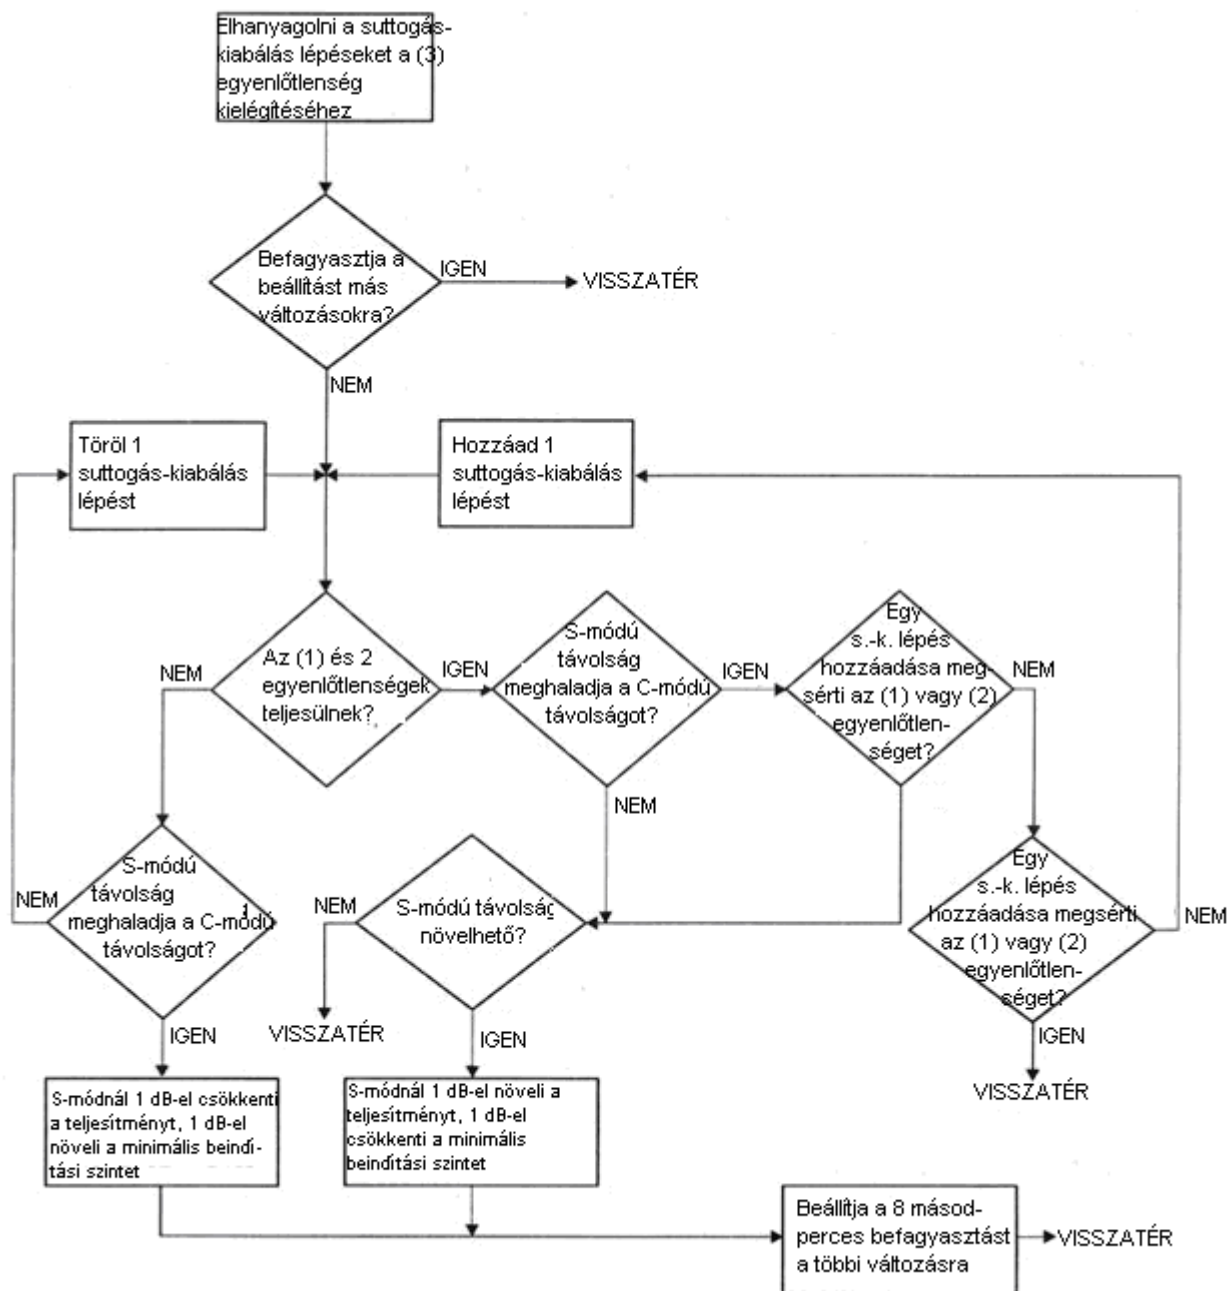 Elhanyagolni a suttogás-
kiabálás lépéseket a (3)
egyenlőtlenség
kielégítéséhez
Befagyasztja a
beállítást más
változásokra?
IGEN
VISSZATÉR
NEM
Töröl 1
suttogás-kiabálás
lépést
Hozzáad 1
suttogás-kiabálás
lépést
NEM
Az (1) és 2
egyenlőtlenségek
teljesülnek?
IGEN
S-módú
távolság
meghaladja a C-módú
távolságot?
IGEN
Egy
s.-k. lépés
hozzáadása meg-
sérti az (1) vagy (2)
egyenlőtlen-
séget?
NEM
NEM
NEM
S-módú
távolság
meghaladja a C-módú
távolságot?
NEM
S-módú távolság
növelhető?
Egy
s.-k. lépés
hozzáadása megsérti
az (1) vagy (2)
egyenlőtlen-
séget?
NEM
IGEN
VISSZATÉR
IGEN
IGEN
VISSZATÉR
S-módnál 1 dB-el csökkenti
a teljesítményt, 1 dB-el
növeli a minimális beindí-
tási szintet
S-módnál 1 dB-el növeli a
teljesítményt, 1 dB-el
csökkenti a minimális
beindítási szintet
Beállítja a 8 másod-
perces befagyasztást
a többi változásra
VISSZATÉR